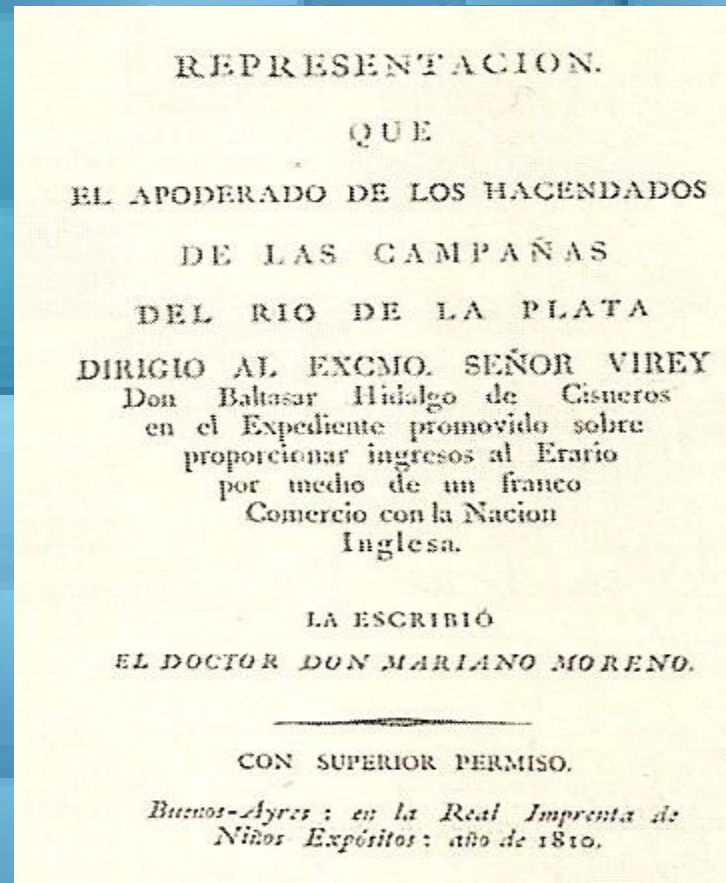 REPRESENTACION.
QUE
EL APODERADO DE LOS HACENDADOS
DE LAS CAMPAÑAS
DEL RIO DE LA PLATA
DIRIGIO AL EXCMO. SEÑOR VIREY
Don Baltasar Hidalgo de Cisneros
en el Expediente promovido sobre
proporcionar ingresos al Erario
por medio de un franco
Comercio con la Nacion
Inglesa.
LA ESCRIBIÓ
EL DOCTOR DON MARIANO MORENO.
CON SUPERIOR PERMISO.
Buenos-Ayres : en la Real Imprenta de
Niños Expósitos : año de 1810.